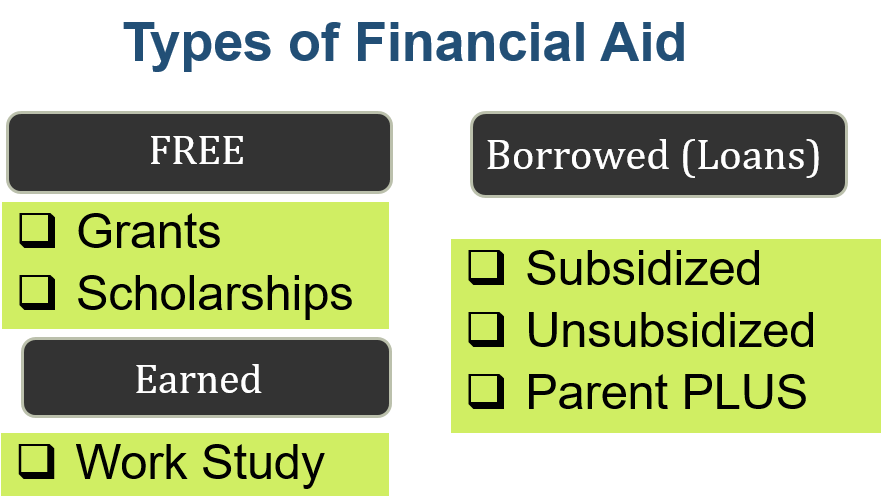 Types of Financial Aid
FREE
Grants
Scholarships
Earned
Work Study
Borrowed (Loans)
Subsidized
Unsubsidized
Parent PLUS